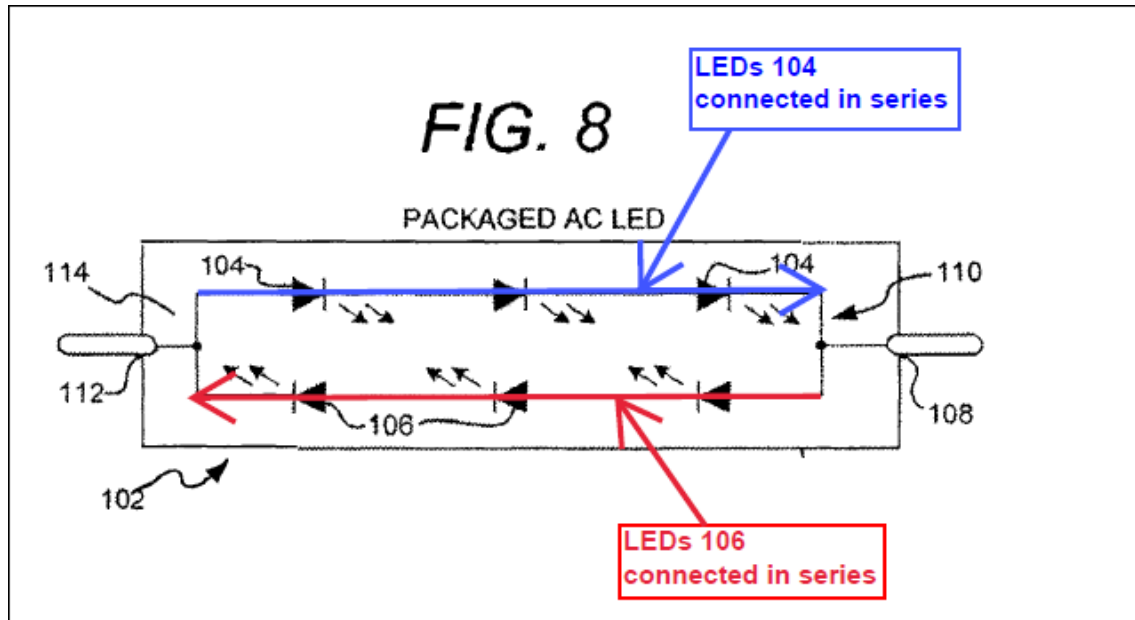 LEDs 104
connected in series
FIG. 8
PACKAGED AC LED
114
104
104
110
112
106
108
102
LEDs 106
connected in series